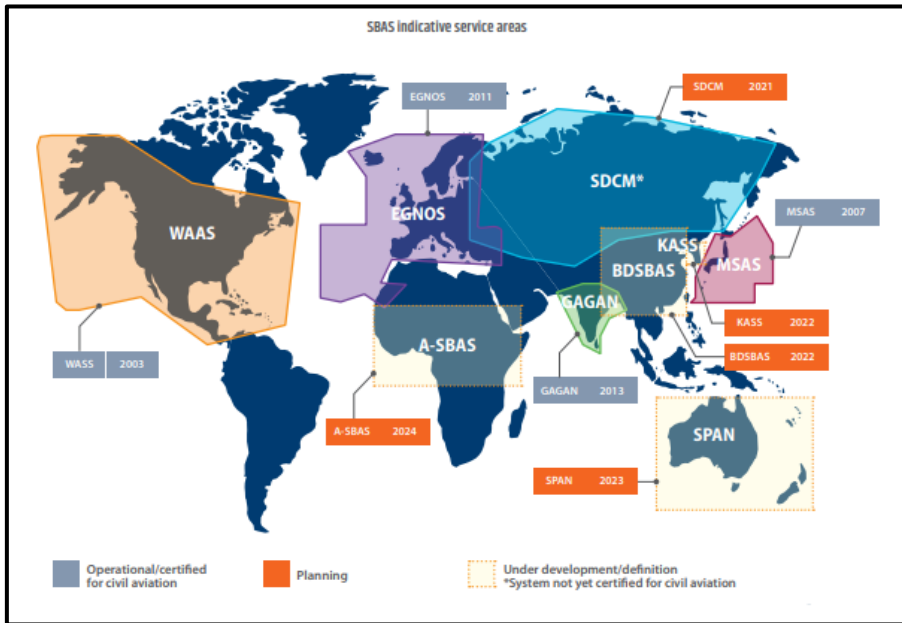 SBAS indicative service areas
EGNOS 2011
SDCM 2021
SDCM*
WAAS
EGNOS
MSAS 2007
KASS
MSAS
BDSBAS
GAGAN
KASS 2022
A-SBAS
BDSBAS 2022
WASS 2003
GAGAN 2013
A-SBAS 2024
SPAN
SPAN 2023
Operational/certified
for civil aviation
Planning
Under development/definition
*System not yet certified for civil aviation